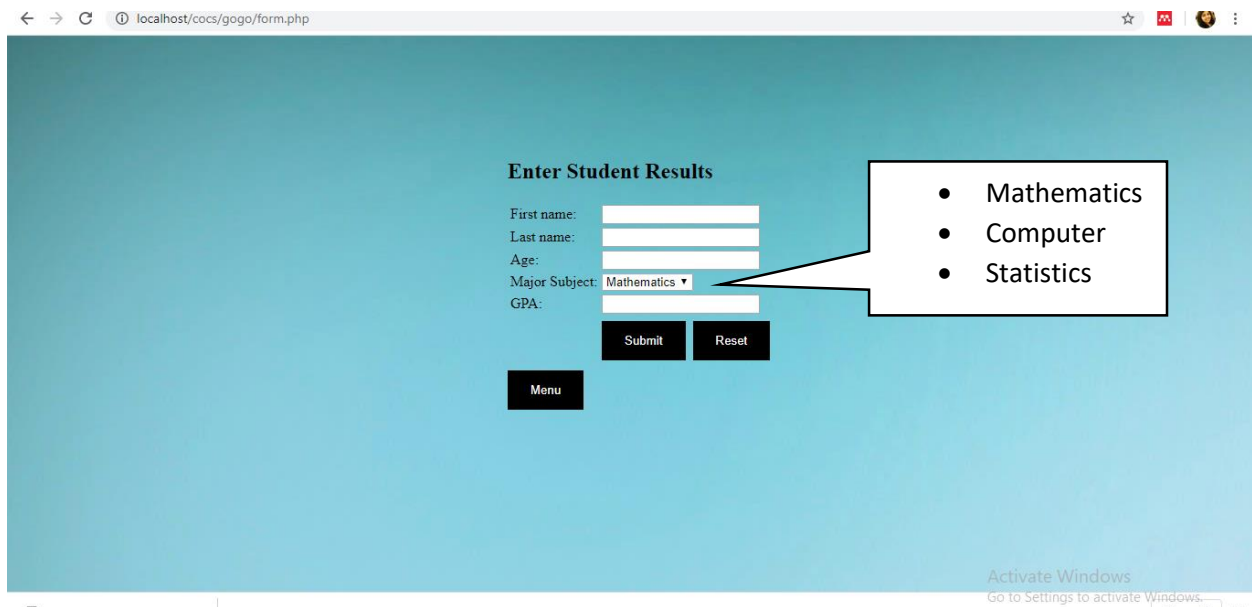 localhost/cocs/gogo/form.php
Enter Student Results
First name:
Last name:
Age:
Major Subject: Mathematics
GPA:
Submit Reset
Menu
• Mathematics
• Computer
• Statistics
Activate Windows
Go to Settings to activate Windows.